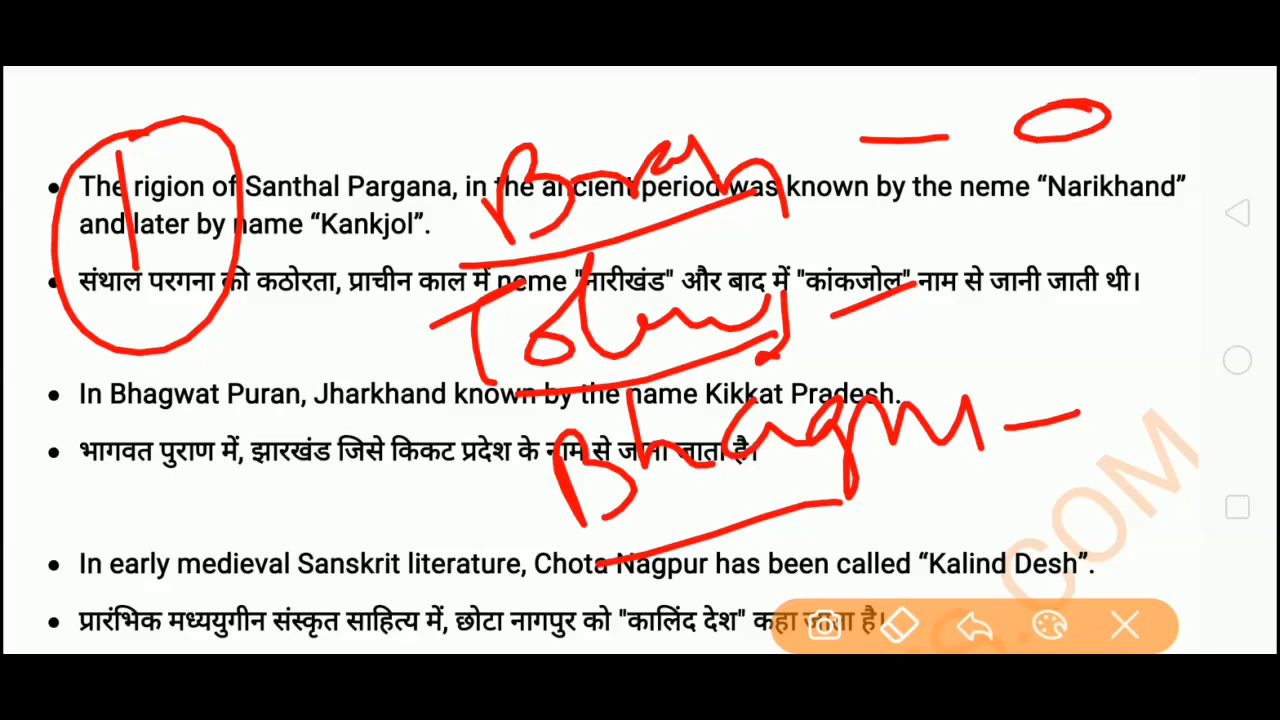 • The rigion of Santhal Pargana, in the ancient period was known by the neme “Narikhand”
and later by name “Kankjol”.
• संथाल परगना की कठोरता, प्राचीन काल में neme "नारीखंड" और बाद में "कांकजोल" नाम से जानी जाती थी।
• In Bhagwat Puran, Jharkhand known by the name Kikkat Pradesh.
• भागवत पुराण में, झारखंड जिसे किकट प्रदेश के नाम से जाना जाता है।
• In early medieval Sanskrit literature, Chota Nagpur has been called “Kalind Desh”.
• प्रारंभिक मध्ययुगीन संस्कृत साहित्य में, छोटा नागपुर को "कालिंद देश" कहा जाता है।
.COM